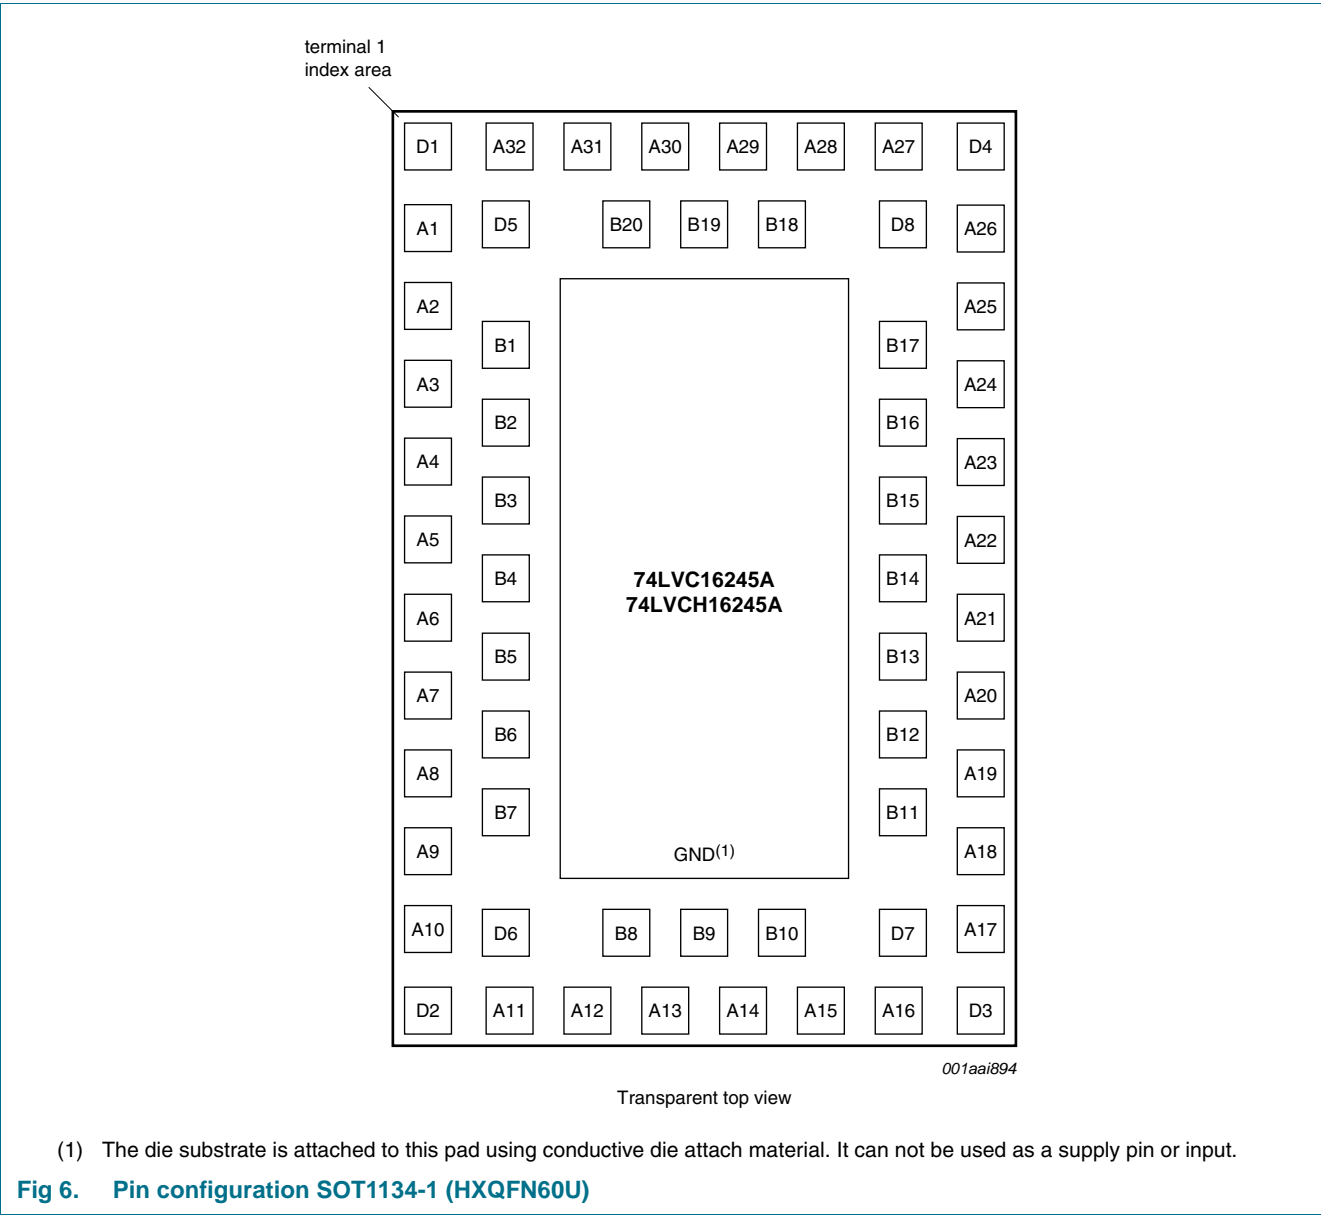 terminal 1
index area
D1 A32 A31 A30 A29 A28 A27 D4
A1 D5 B20 B19 B18 D8 A26
A2 A25
B1 B17
A3 A24
B2 B16
A4 A23
B3 B15
A5 A22
B4 74LVC16245A B14
74LVCH16245A
A6 A21
B5 B13
A7 A20
B6 B12
A8 A19
B7 B11
A9 GND(1) A18
A10 D6 B8 B9 B10 D7 A17
D2 A11 A12 A13 A14 A15 A16 D3
001aai894
Transparent top view
(1) The die substrate is attached to this pad using conductive die attach material. It can not be used as a supply pin or input.
Fig 6. Pin configuration SOT1134-1 (HXQFN60U)